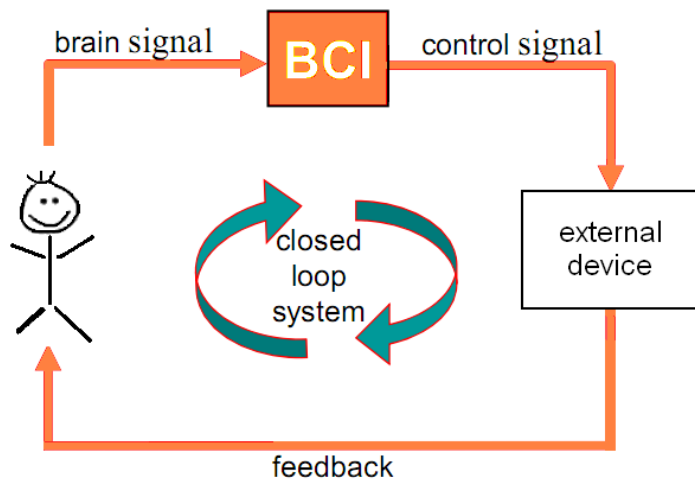 brain signal
BCI
control signal
closed
loop
system
external
device
feedback